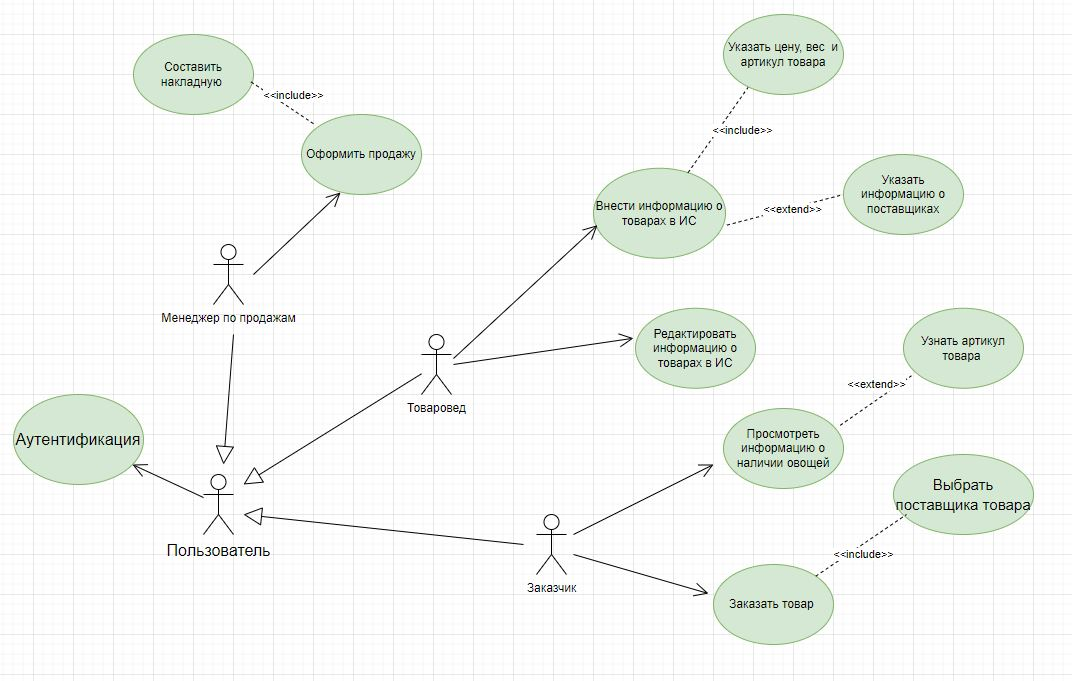 Указать цену, вес и
артикул товара
Составить
накладную
<<include>>
<<include>>
Оформить продажу
Указать
информацию о
поставщиках
Внести информацию о
товарах в ИС
<<extend>>
Менеджер по продажам
Редактировать
информацию о
товарах в ИС
Узнать артикул
товара
<<extend>>
Товаровед
Аутентификация
Просмотреть
информацию о
наличии овощей
Выбрать
поставщика товара
Пользователь
<<include>>
Заказчик
Заказать товар